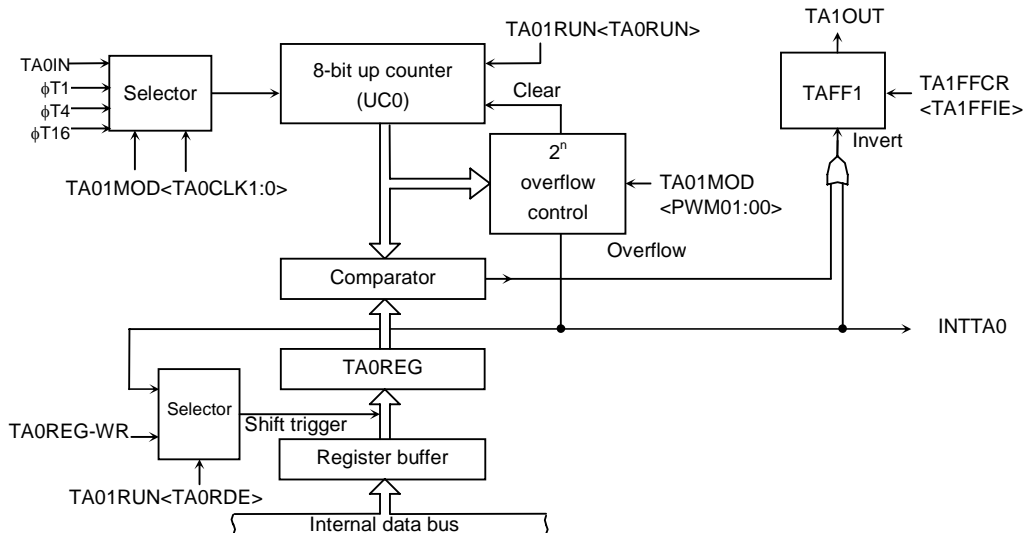 TA1OUT
TA01RUN<TA0RUN>
TA0IN
ϕT1
ϕT4
ϕT16
Selector
8-bit up counter
(UC0)
Clear
TAFF1
TA1FFCR
<TA1FFIE>
Invert
TA01MOD<TA0CLK1:0>
2ⁿ
overflow
control
TA01MOD
<PWM01:00>
Overflow
Comparator
INTTA0
TA0REG
Selector
Shift trigger
TA0REG-WR
Register buffer
TA01RUN<TA0RDE>
Internal data bus